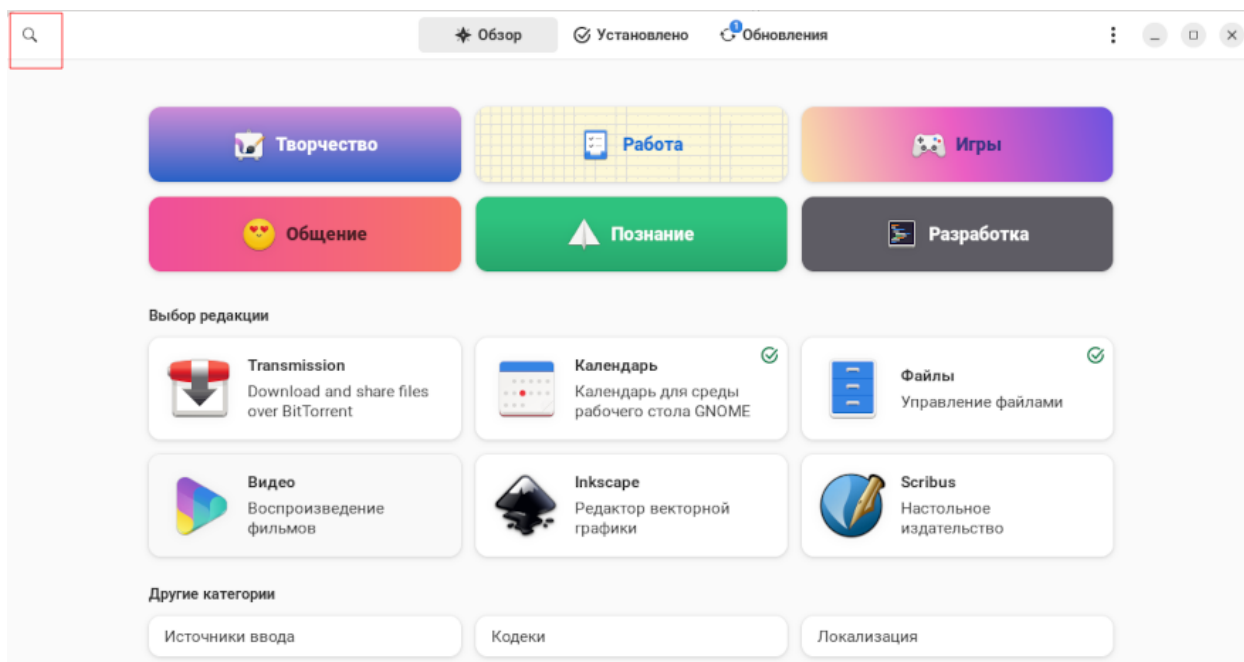 Обзор
Установлено
1
Обновления
Творчество
Работа
Игры
Общение
Познание
Разработка
Выбор редакции
Transmission
Download and share files
over BitTorrent
Календарь
Календарь для среды
рабочего стола GNOME
Файлы
Управление файлами
Видео
Воспроизведение
фильмов
Inkscape
Редактор векторной
графики
Scribus
Настольное
издательство
Другие категории
Источники ввода
Кодеки
Локализация